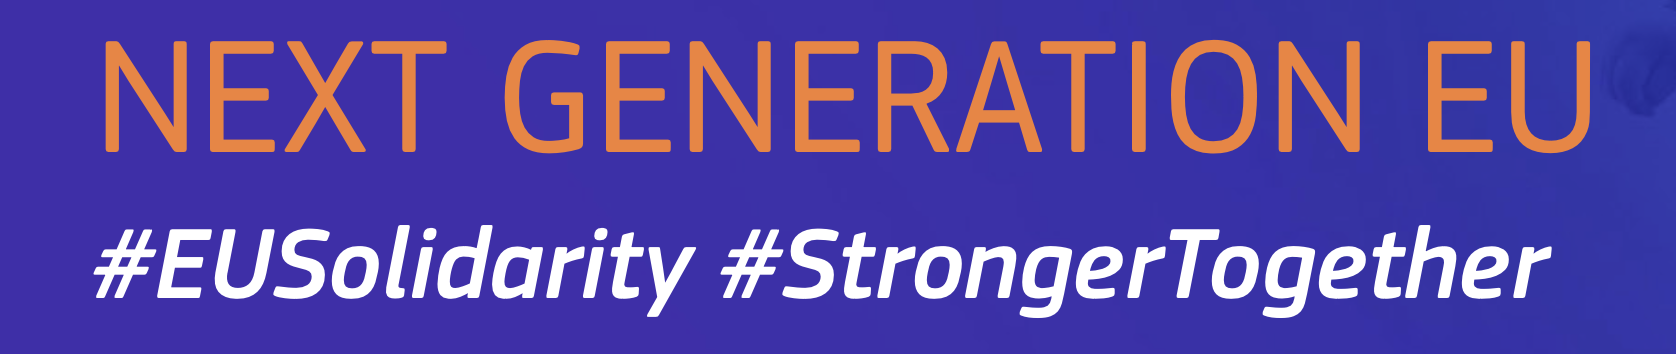 NEXT GENERATION EU
#EUSolidarity #StrongerTogether